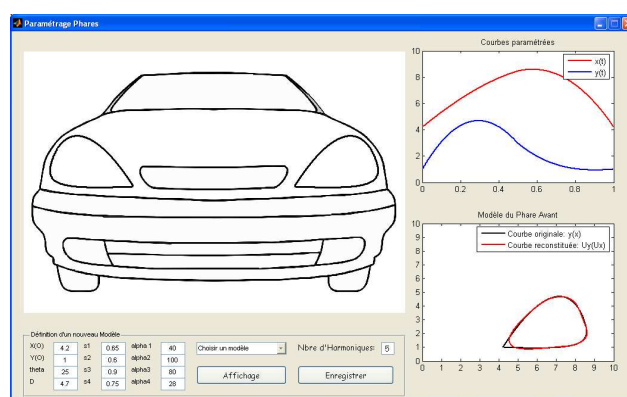 Paramétrage Phares
Courbes paramétrées
x(t)
y(t)
10
8
6
4
2
0
0 0.2 0.4 0.6 0.8 1
Modèle du Phare Avant
Courbe originale: y(x)
Courbe reconstituée: Uy(Ux)
10
9
8
7
6
5
4
3
2
1
0
0 1 2 3 4 5 6 7 8 9 10
Définition d'un nouveau Modèle
X(O) 4.2 s1 0.65 alpha 1 40
Y(O) 1 s2 0.6 alpha2 100
theta 25 s3 0.9 alpha3 80
D 4.7 s4 0.75 alpha4 28
Choisir un modèle
Nbre d'Harmoniques: 5
Affichage
Enregistrer